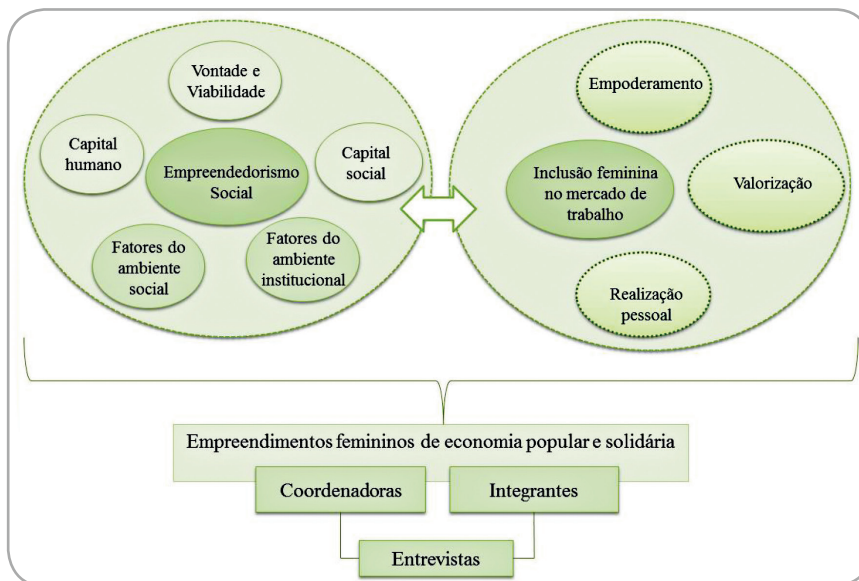 Vontade e
Viabilidade
Capital
humano
Empreendedorismo
Social
Capital
social
Fatores do
ambiente
social
Fatores do
ambiente
institucional
Empoderamento
Inclusão feminina
no mercado de
trabalho
Valorização
Realização
pessoal
Empreendimentos femininos de economia popular e solidária
Coordenadoras
Integrantes
Entrevistas